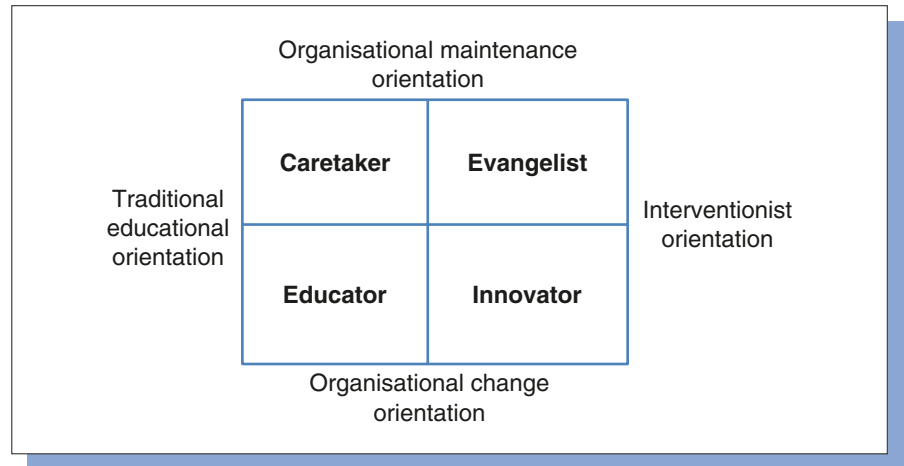 Organisational maintenance
orientation
Caretaker
Evangelist
Traditional
educational
orientation
Interventionist
orientation
Educator
Innovator
Organisational change
orientation